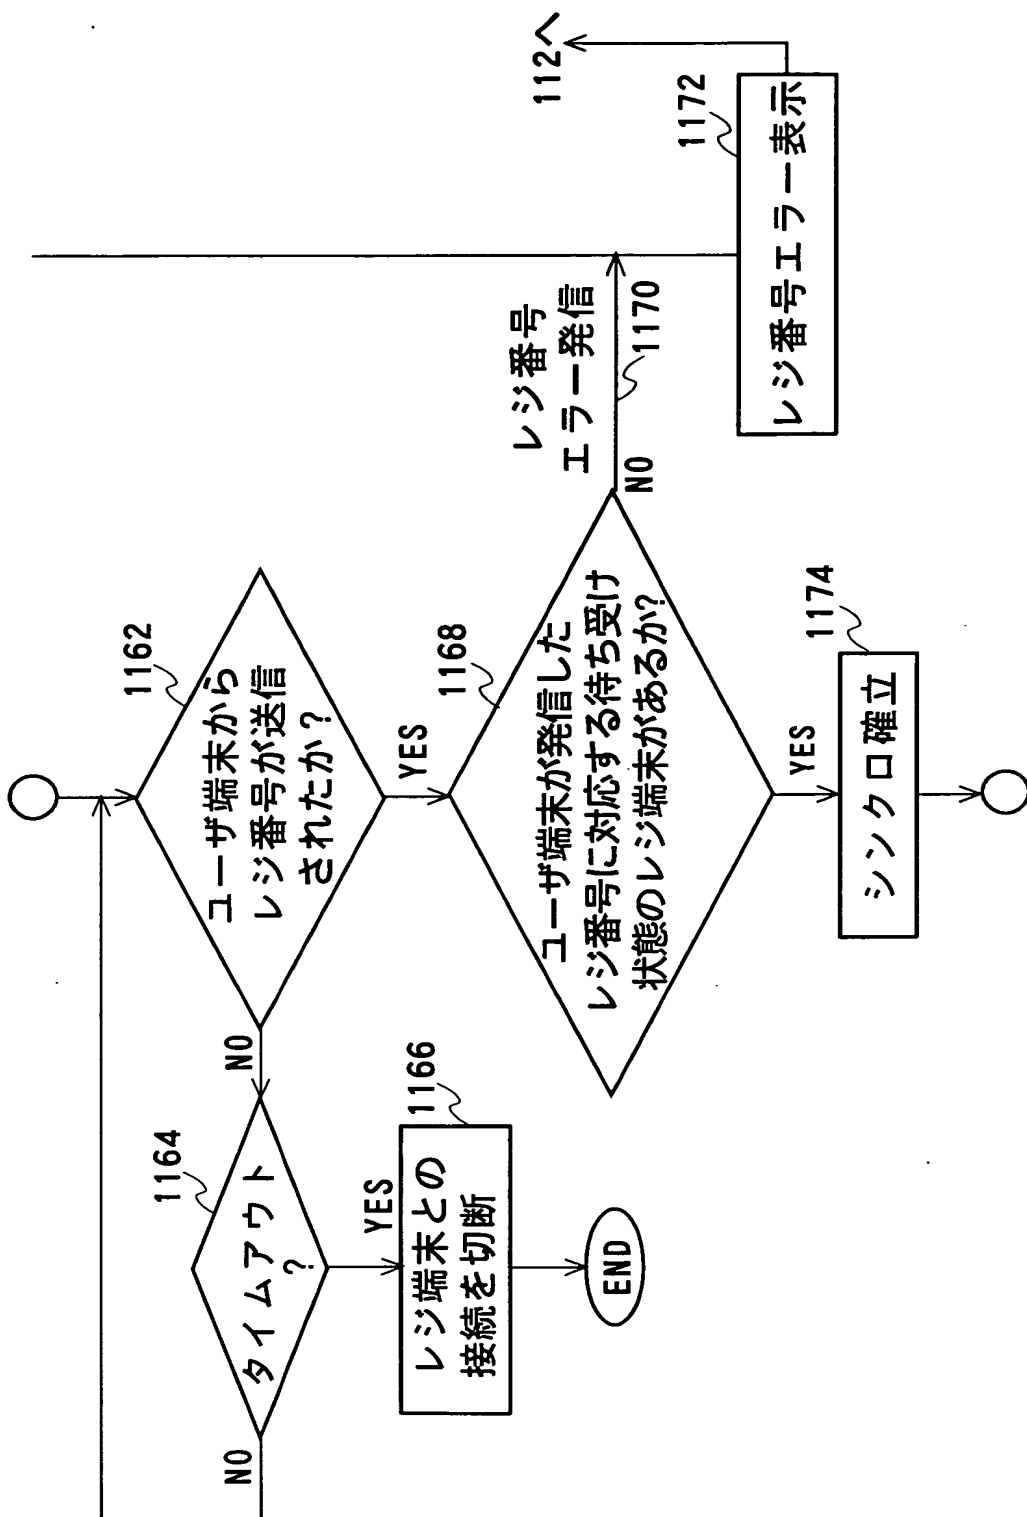 1162
ユーザ端末から
レジ番号が送信
されたか？
NO
YES
1164
タイムアウト
？
NO
YES
1166
レジ端末との
接続を切断
END
1168
ユーザ端末が発信した
レジ番号に対応する待ち受け
状態のレジ端末があるか?
NO
レジ番号
エラー発信
1170
1172
レジ番号エラー表示
112へ
YES
1174
シンクロ確立